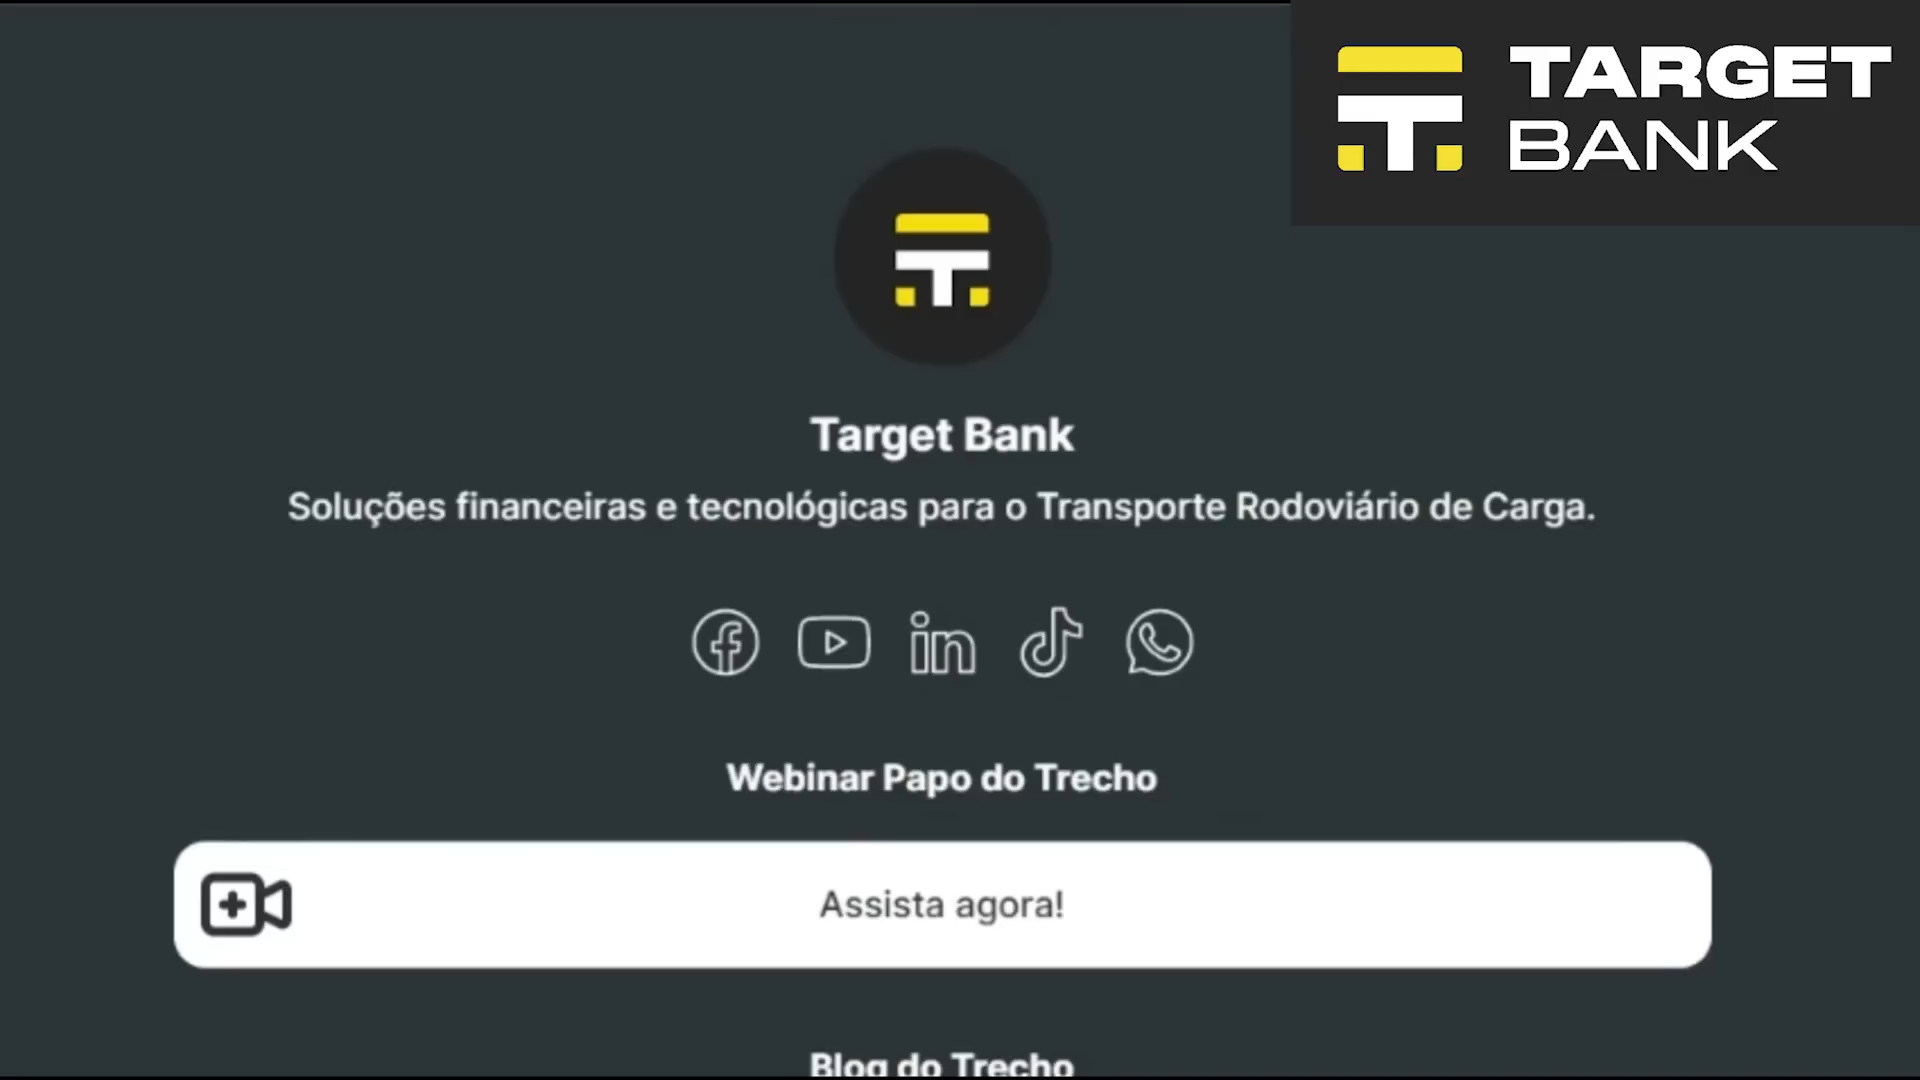 TARGET
BANK
Target Bank
Soluções financeiras e tecnológicas para o Transporte Rodoviário de Carga.
Webinar Papo do Trecho
Assista agora!
Blog do Trecho